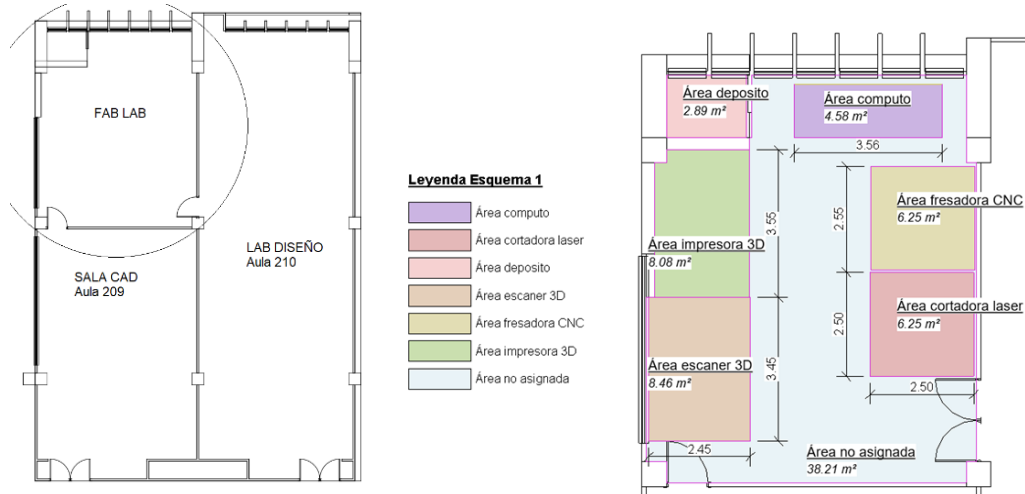 FAB LAB
SALA CAD
Aula 209
LAB DISEÑO
Aula 210
Leyenda Esquema 1
Área computo
Área cortadora laser
Área deposito
Área escaner 3D
Área fresadora CNC
Área impresora 3D
Área no asignada
Área deposito
2.89 m²
Área computo
4.58 m²
3.56
Área fresadora CNC
6.25 m²
2.55
3.55
Área impresora 3D
8.08 m²
Área cortadora laser
6.25 m²
2.50
2.50
Área escaner 3D
8.46 m²
3.45
2.45
Área no asignada
38.21 m²